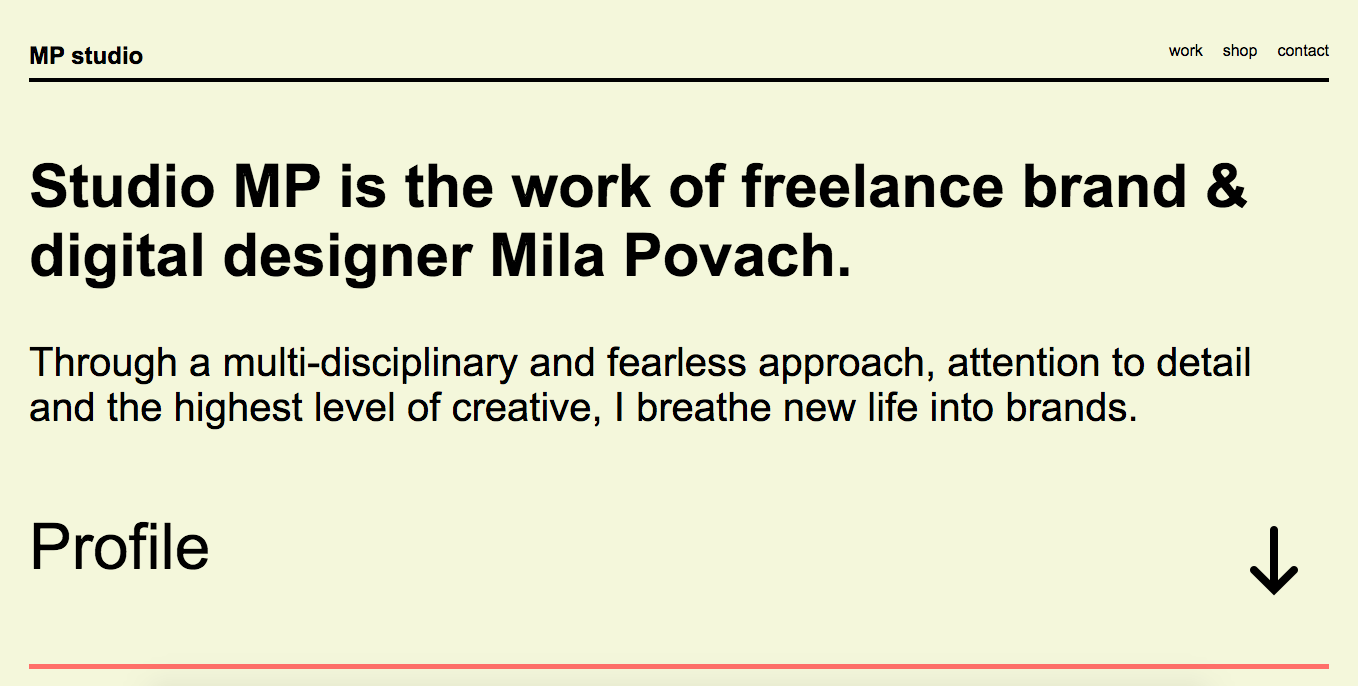 MP studio
work shop contact
Studio MP is the work of freelance brand &
digital designer Mila Povach.
Through a multi-disciplinary and fearless approach, attention to detail
and the highest level of creative, I breathe new life into brands.
Profile